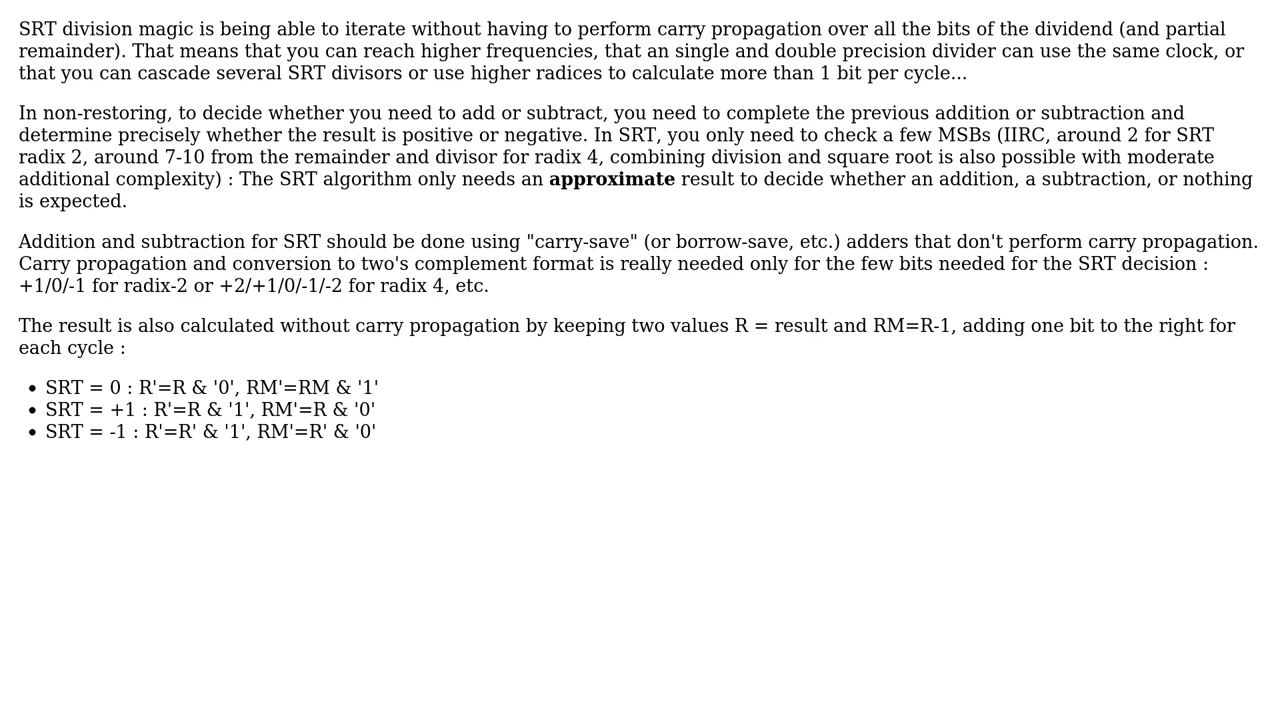 SRT division magic is being able to iterate without having to perform carry propagation over all the bits of the dividend (and partial
remainder). That means that you can reach higher frequencies, that an single and double precision divider can use the same clock, or
that you can cascade several SRT divisors or use higher radices to calculate more than 1 bit per cycle...
In non-restoring, to decide whether you need to add or subtract, you need to complete the previous addition or subtraction and
determine precisely whether the result is positive or negative. In SRT, you only need to check a few MSBs (IIRC, around 2 for SRT
radix 2, around 7-10 from the remainder and divisor for radix 4, combining division and square root is also possible with moderate
additional complexity) : The SRT algorithm only needs an approximate result to decide whether an addition, a subtraction, or nothing
is expected.
Addition and subtraction for SRT should be done using "carry-save" (or borrow-save, etc.) adders that don't perform carry propagation.
Carry propagation and conversion to two's complement format is really needed only for the few bits needed for the SRT decision :
+1/0/-1 for radix-2 or +2/+1/0/-1/-2 for radix 4, etc.
The result is also calculated without carry propagation by keeping two values R = result and RM=R-1, adding one bit to the right for
each cycle :
• SRT = 0 : R'=R & '0', RM'=RM & '1'
• SRT = +1 : R'=R & '1', RM'=R & '0'
• SRT = -1 : R'=R' & '1', RM'=R' & '0'